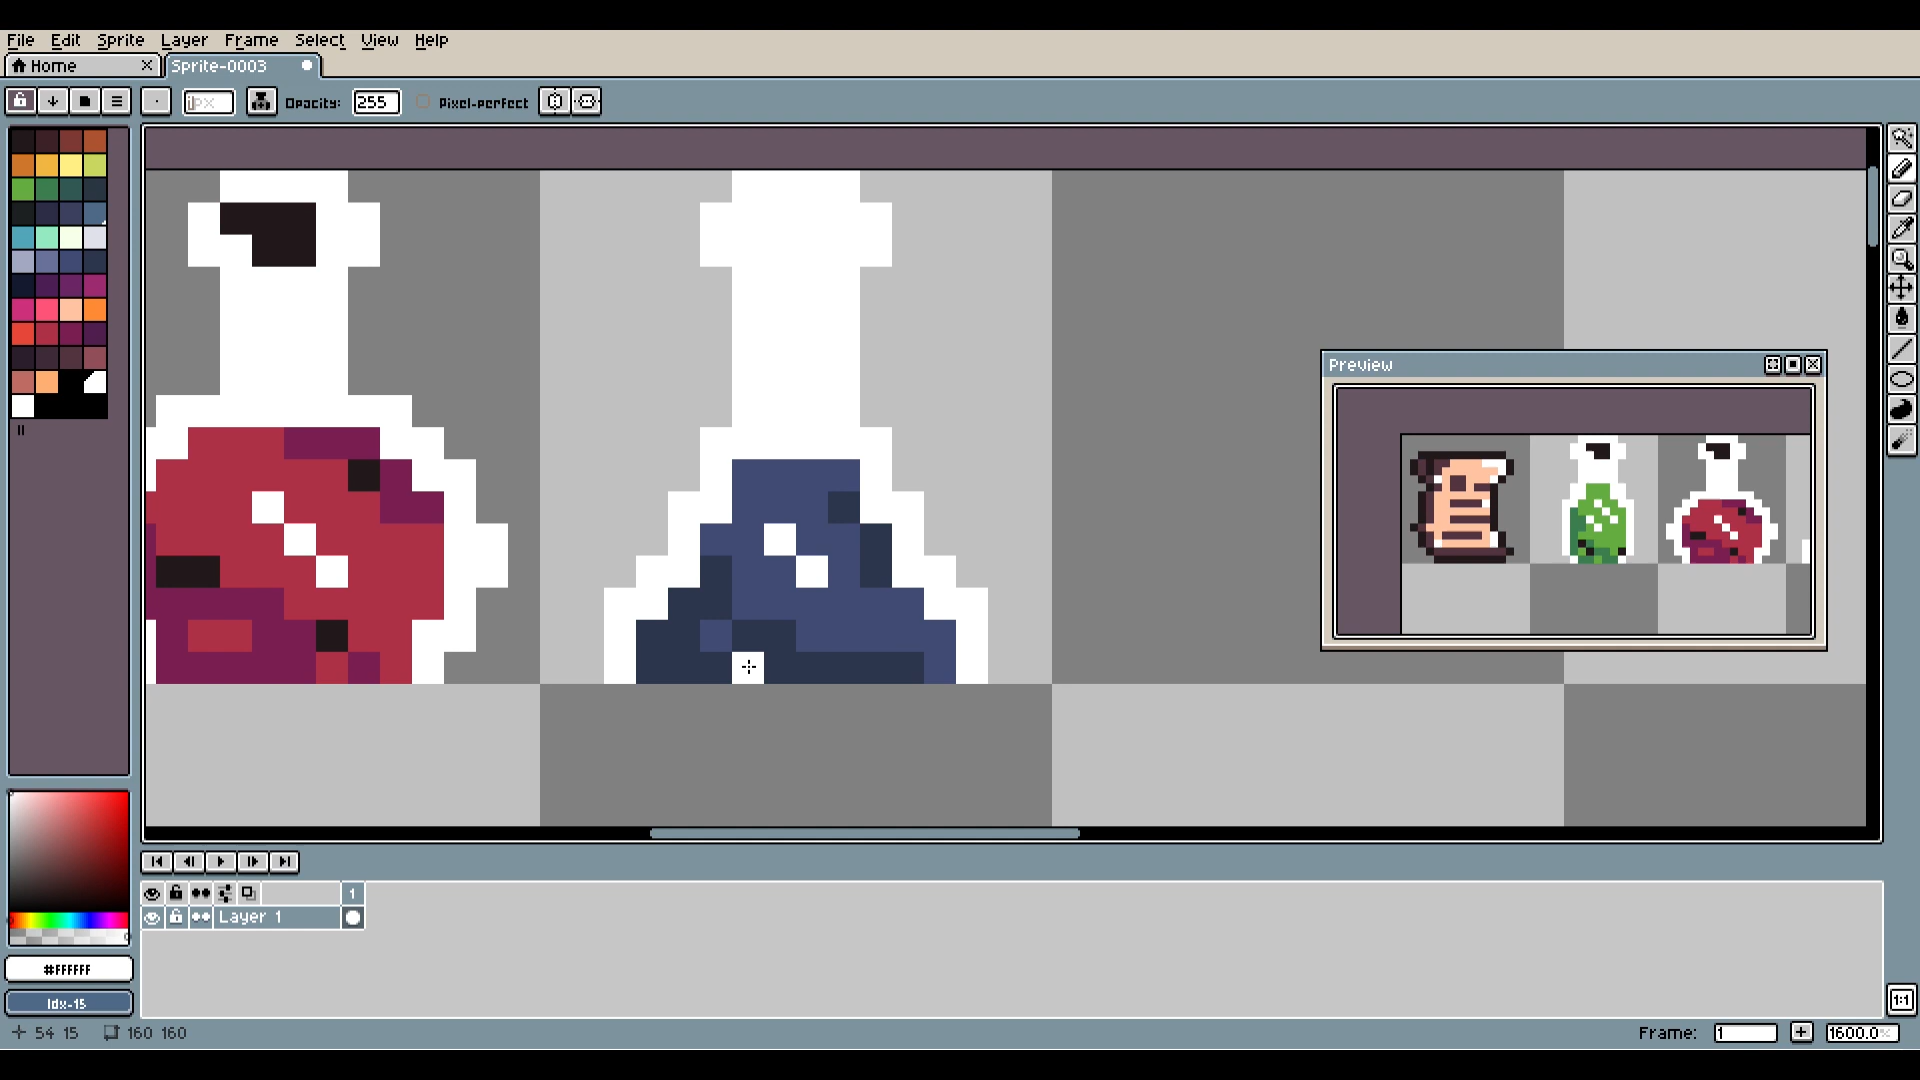 File Edit Sprite Layer Frame Select View Help
Home Sprite-0003
1px Opacity: 255 Pixel-perfect
Preview
1
Layer 1
#FFFFFF
Idx-15
54 15 160 160 Frame: 1 1600.0%
1:1